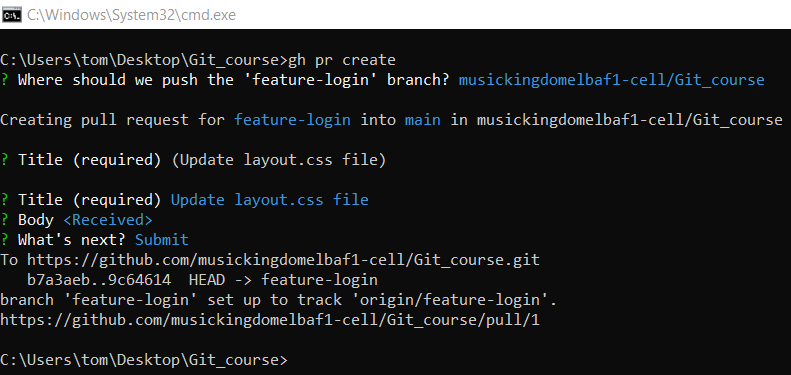 C:\Windows\System32\cmd.exe
C:\Users\tom\Desktop\Git_course>gh pr create
? Where should we push the 'feature-login' branch? musickingdomelbaf1-cell/Git_course
Creating pull request for feature-login into main in musickingdomelbaf1-cell/Git_course
? Title (required) (Update layout.css file)
? Title (required) Update layout.css file
? Body <Received>
? What's next? Submit
To https://github.com/musickingdomelbaf1-cell/Git_course.git
   b7a3aeb..9c64614  HEAD -> feature-login
branch 'feature-login' set up to track 'origin/feature-login'.
https://github.com/musickingdomelbaf1-cell/Git_course/pull/1
C:\Users\tom\Desktop\Git_course>